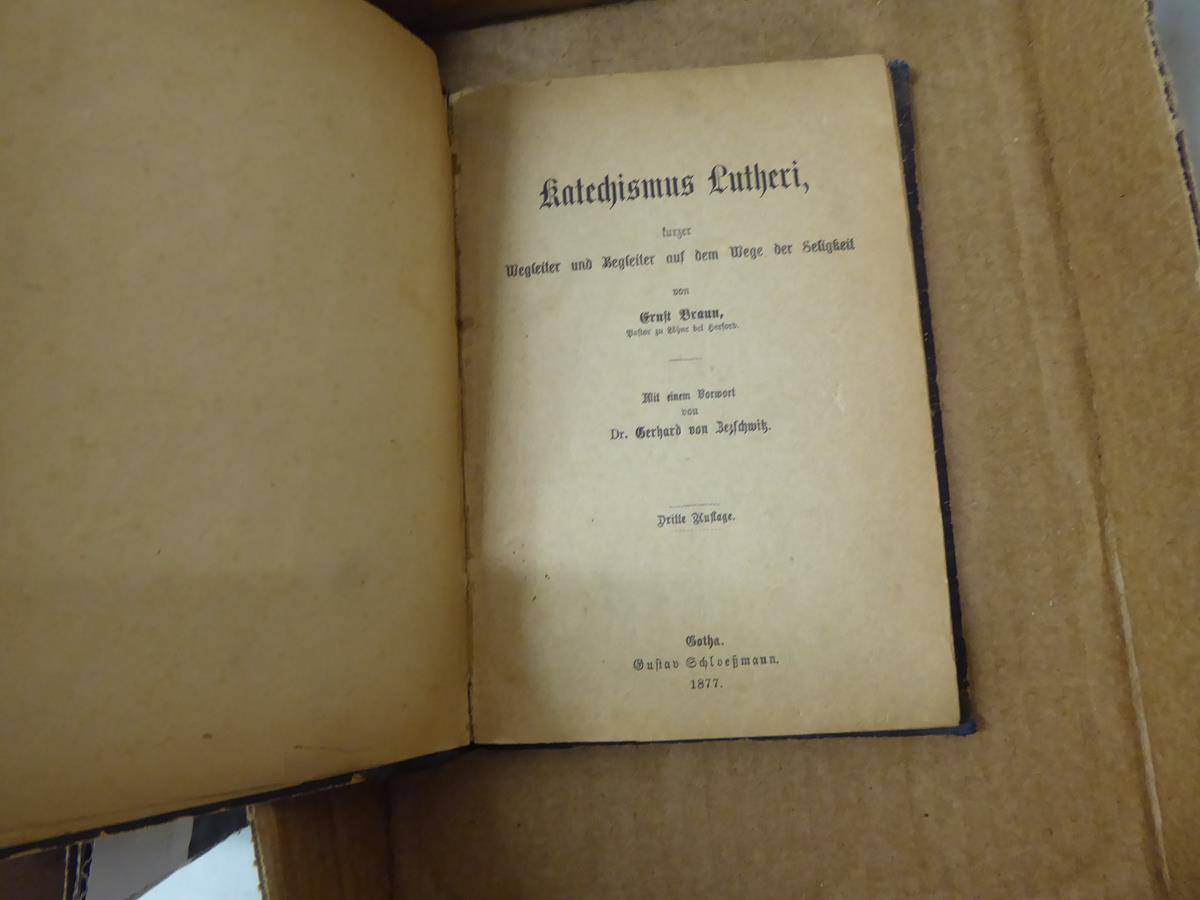 Katechismus Lutheri,
kurzer
Wegleiter und Begleiter auf dem Wege der Seligkeit
von
Ernst Braun,
Pastor zu Löhne bei Herford.
Mit einem Vorwort
von
Dr. Gerhard von Zezschwitz.
Dritte Auflage.
Gotha.
Gustav Schloeßmann.
1877.